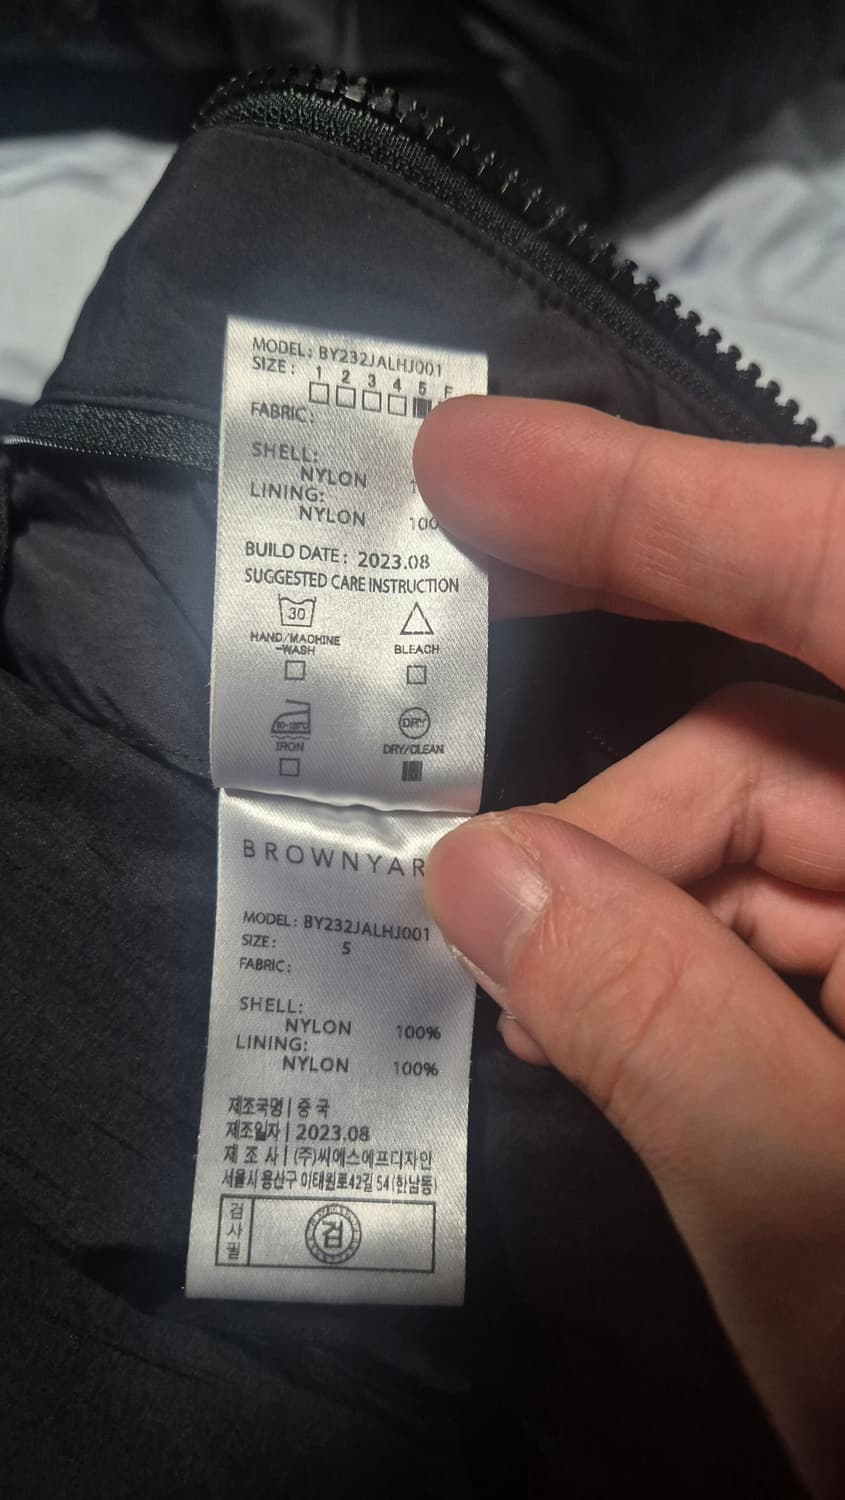 MODEL: BY232JALHJ001
SIZE: 1 2 3 4 5 F
FABRIC:
SHELL:
NYLON
LINING:
NYLON 100
BUILD DATE: 2023.08
SUGGESTED CARE INSTRUCTION
30
HAND/MACHINE
-WASH
BLEACH
DRY
IRON
DRY/CLEAN
BROWNYAR
MODEL: BY232JALHJ001
SIZE: 5
FABRIC:
SHELL:
NYLON 100%
LINING:
NYLON 100%
제조국명 | 중 국
제조일자 | 2023.08
제 조 사 | (주)씨에스에프디자인
서울시 용산구 이태원로42길 54 (한남동)
검사필
검